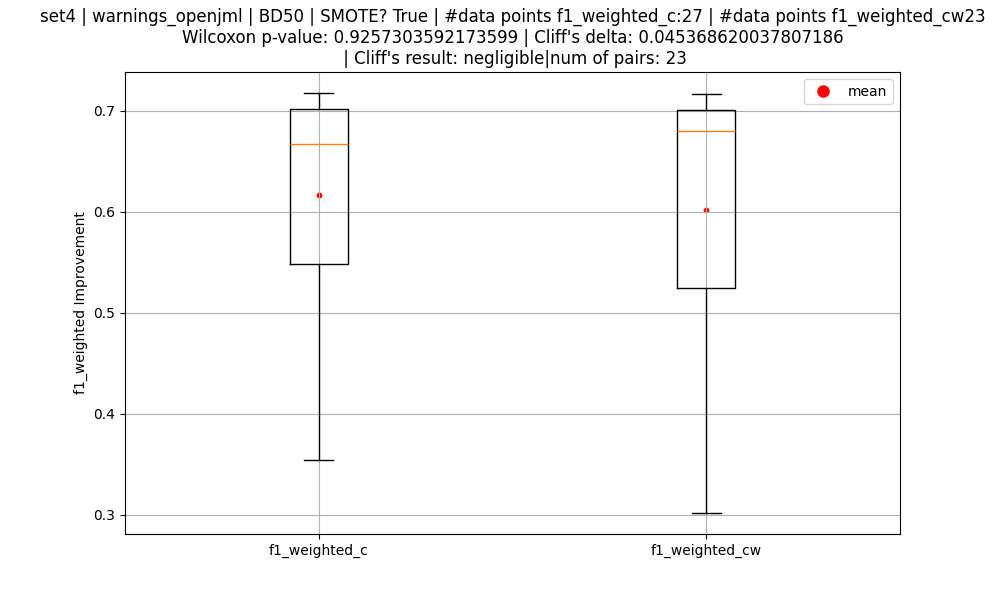 set4 | warnings_openjml | BD50 | SMOTE? True | #data points f1_weighted_c:27 | #data points f1_weighted_cw23
Wilcoxon p-value: 0.9257303592173599 | Cliff's delta: 0.045368620037807186
| Cliff's result: negligible|num of pairs: 23
mean
0.7
0.6
0.5
0.4
0.3
f1_weighted Improvement
f1_weighted_c
f1_weighted_cw